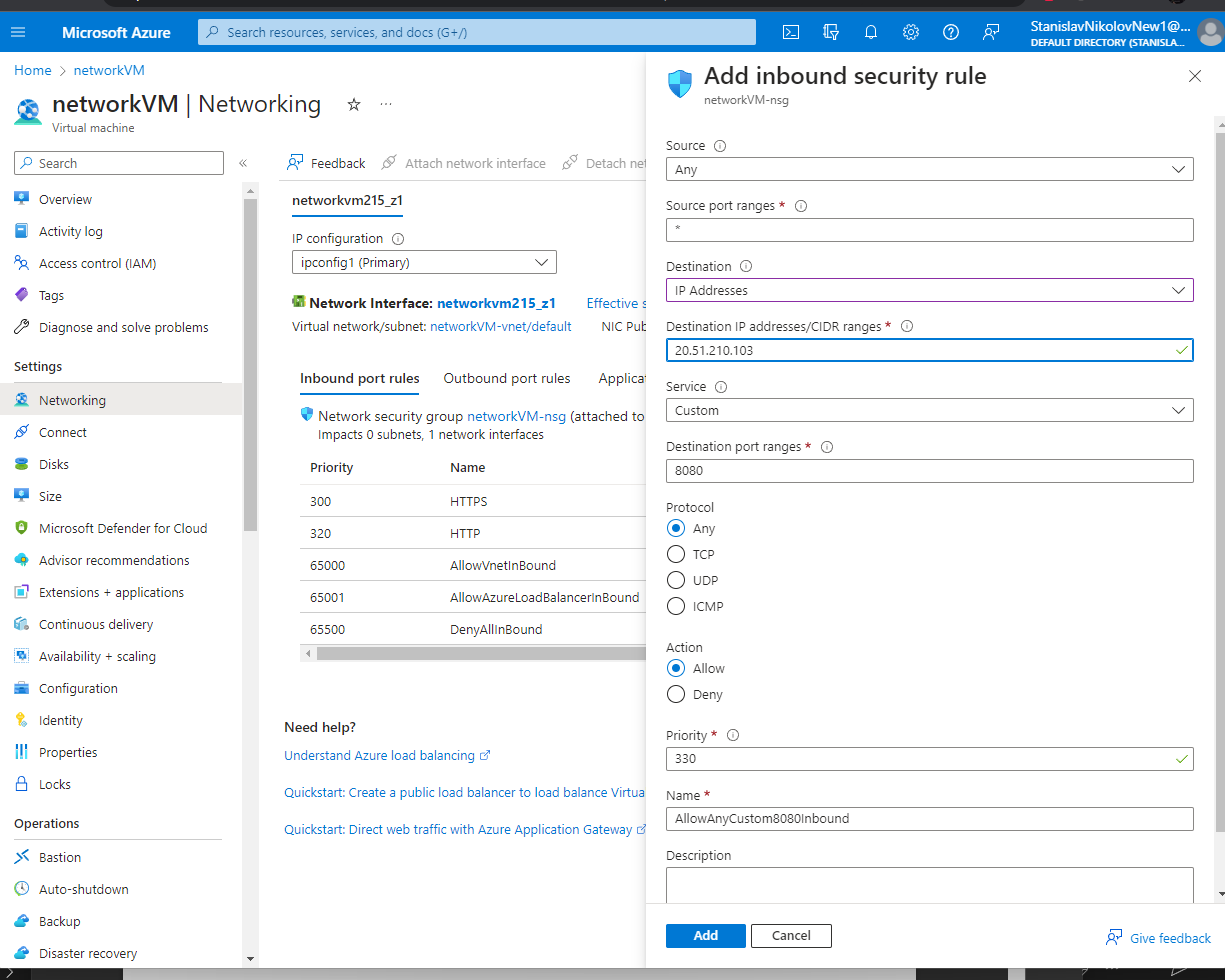 Microsoft Azure
Search resources, services, and docs (G+/)
StanislavNikolovNew1@...
DEFAULT DIRECTORY (STANISLA...
Home > networkVM
networkVM | Networking
Virtual machine
Search
«
Overview
Activity log
Access control (IAM)
Tags
Diagnose and solve problems
Settings
Networking
Connect
Disks
Size
Microsoft Defender for Cloud
Advisor recommendations
Extensions + applications
Continuous delivery
Availability + scaling
Configuration
Identity
Properties
Locks
Operations
Bastion
Auto-shutdown
Backup
Disaster recovery
Feedback Attach network interface Detach net
networkvm215_z1
IP configuration
ipconfig1 (Primary)
Network Interface: networkvm215_z1 Effective s
Virtual network/subnet: networkVM-vnet/default NIC Pub
Inbound port rules Outbound port rules Applicat
Network security group networkVM-nsg (attached to
Impacts 0 subnets, 1 network interfaces
Priority Name
300 HTTPS
320 HTTP
65000 AllowVnetInBound
65001 AllowAzureLoadBalancerInBound
65500 DenyAllInBound
Need help?
Understand Azure load balancing
Quickstart: Create a public load balancer to load balance Virtua
Quickstart: Direct web traffic with Azure Application Gateway
Add inbound security rule
networkVM-nsg
Source
Any
Source port ranges *
*
Destination
IP Addresses
Destination IP addresses/CIDR ranges *
20.51.210.103
Service
Custom
Destination port ranges *
8080
Protocol
Any
TCP
UDP
ICMP
Action
Allow
Deny
Priority *
330
Name *
AllowAnyCustom8080Inbound
Description
Add Cancel
Give feedback